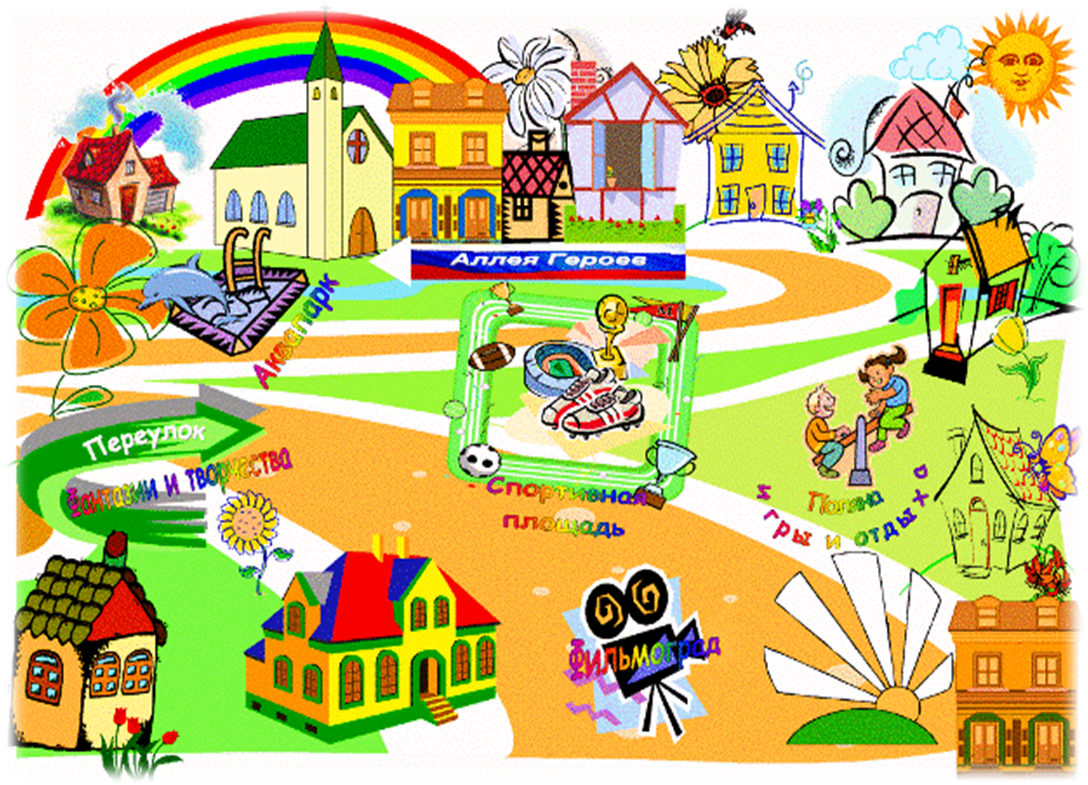 Аллея Героев
Аквапарк
Переулок
Фантазии и творчества
Спортивная
площадь
Поляна
игры и отдыха
Фильмоград